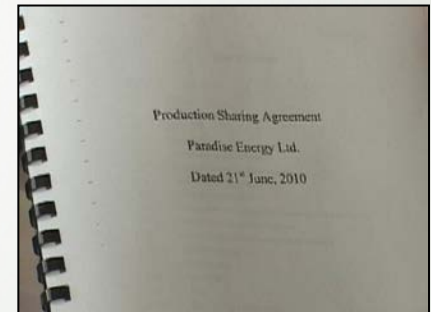 Production Sharing Agreement
Paradise Energy Ltd.
Dated 21st June, 2010